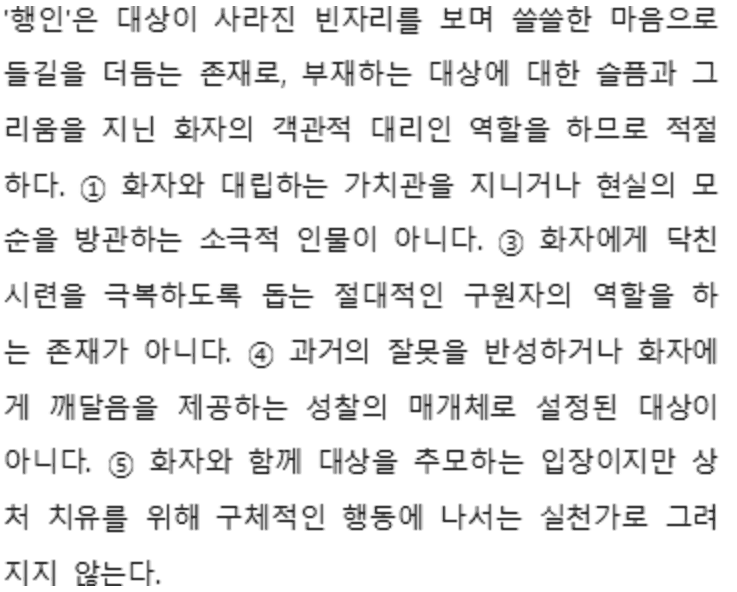 '행인'은 대상이 사라진 빈자리를 보며 쓸쓸한 마음으로
들길을 더듬는 존재로, 부재하는 대상에 대한 슬픔과 그
리움을 지닌 화자의 객관적 대리인 역할을 하므로 적절
하다. ① 화자와 대립하는 가치관을 지니거나 현실의 모
순을 방관하는 소극적 인물이 아니다. ③ 화자에게 닥친
시련을 극복하도록 돕는 절대적인 구원자의 역할을 하
는 존재가 아니다. ④ 과거의 잘못을 반성하거나 화자에
게 깨달음을 제공하는 성찰의 매개체로 설정된 대상이
아니다. ⑤ 화자와 함께 대상을 추모하는 입장이지만 상
처 치유를 위해 구체적인 행동에 나서는 실천가로 그려
지지 않는다.